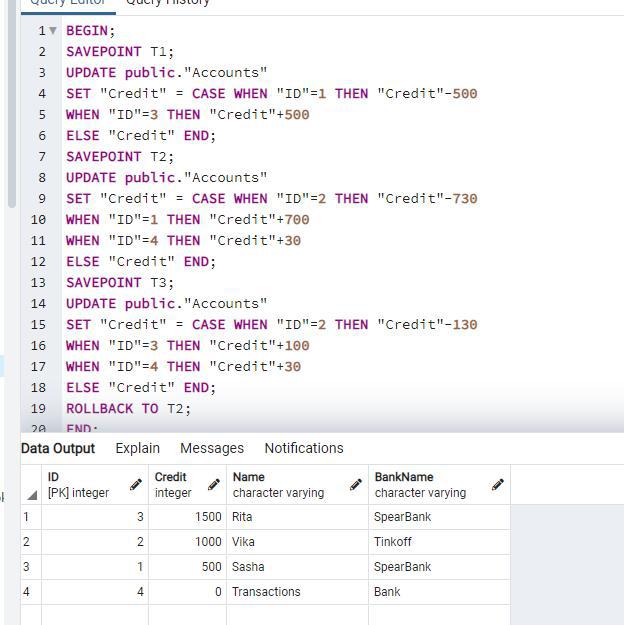 Query Editor Query History
1 BEGIN;
2 SAVEPOINT T1;
3 UPDATE public."Accounts"
4 SET "Credit" = CASE WHEN "ID"=1 THEN "Credit"-500
5 WHEN "ID"=3 THEN "Credit"+500
6 ELSE "Credit" END;
7 SAVEPOINT T2;
8 UPDATE public."Accounts"
9 SET "Credit" = CASE WHEN "ID"=2 THEN "Credit"-730
10 WHEN "ID"=1 THEN "Credit"+700
11 WHEN "ID"=4 THEN "Credit"+30
12 ELSE "Credit" END;
13 SAVEPOINT T3;
14 UPDATE public."Accounts"
15 SET "Credit" = CASE WHEN "ID"=2 THEN "Credit"-130
16 WHEN "ID"=3 THEN "Credit"+100
17 WHEN "ID"=4 THEN "Credit"+30
18 ELSE "Credit" END;
19 ROLLBACK TO T2;
20 END;
Data Output Explain Messages Notifications
ID Credit Name BankName
[PK] integer integer character varying character varying
1 3 1500 Rita SpearBank
2 2 1000 Vika Tinkoff
3 1 500 Sasha SpearBank
4 4 0 Transactions Bank